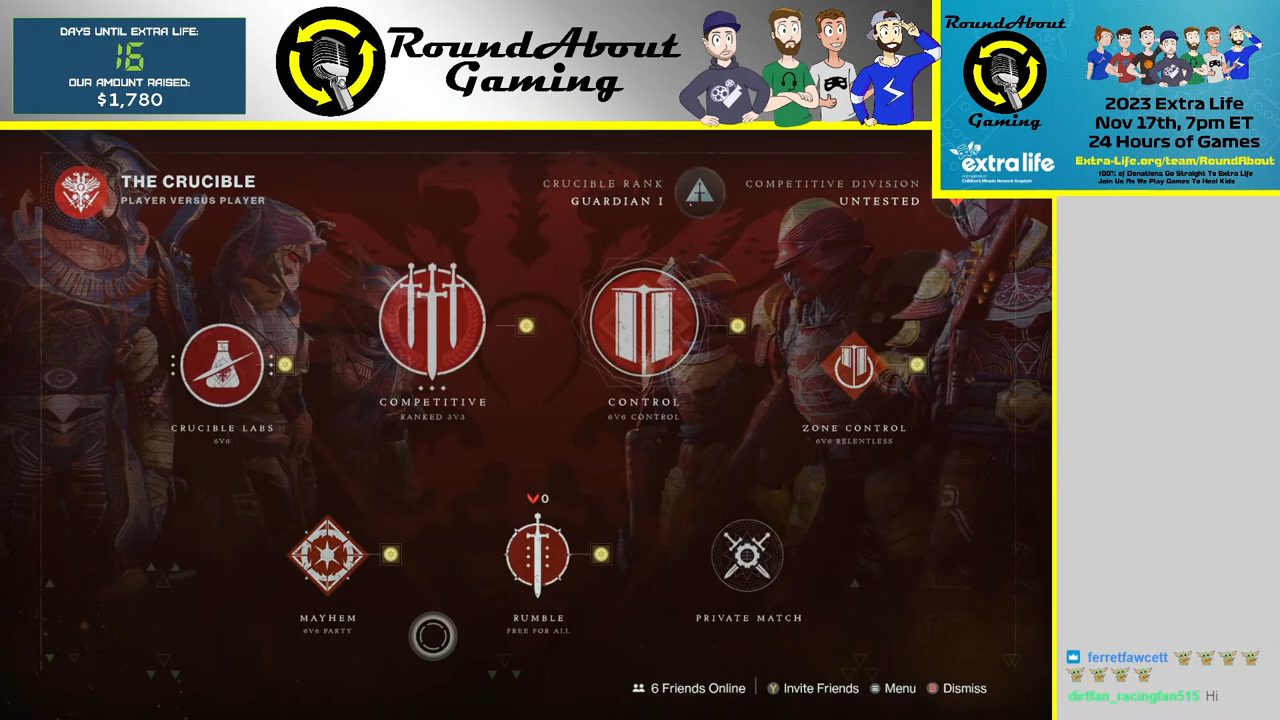 DAYS UNTIL EXTRA LIFE:
16
OUR AMOUNT RAISED:
$1,780
RoundAbout
Gaming
RoundAbout
Gaming
2023 Extra Life
Nov 17th, 7pm ET
24 Hours of Games
Extra-Life.org/team/RoundAbout
100% of Donations Go Straight To Extra Life
Join Us As We Play Games To Heal Kids
extra life
Children's Miracle Network Hospitals
THE CRUCIBLE
PLAYER VERSUS PLAYER
CRUCIBLE RANK
GUARDIAN I
COMPETITIVE DIVISION
UNTESTED
CRUCIBLE LABS
6V6
COMPETITIVE
RANKED 3V3
CONTROL
6V6 CONTROL
ZONE CONTROL
6V6 RELENTLESS
0
MAYHEM
6V6 PARTY
RUMBLE
FREE FOR ALL
PRIVATE MATCH
6 Friends Online
Y Invite Friends
Menu
B Dismiss
ferretfawcett
dirtfan_racingfan515 Hi